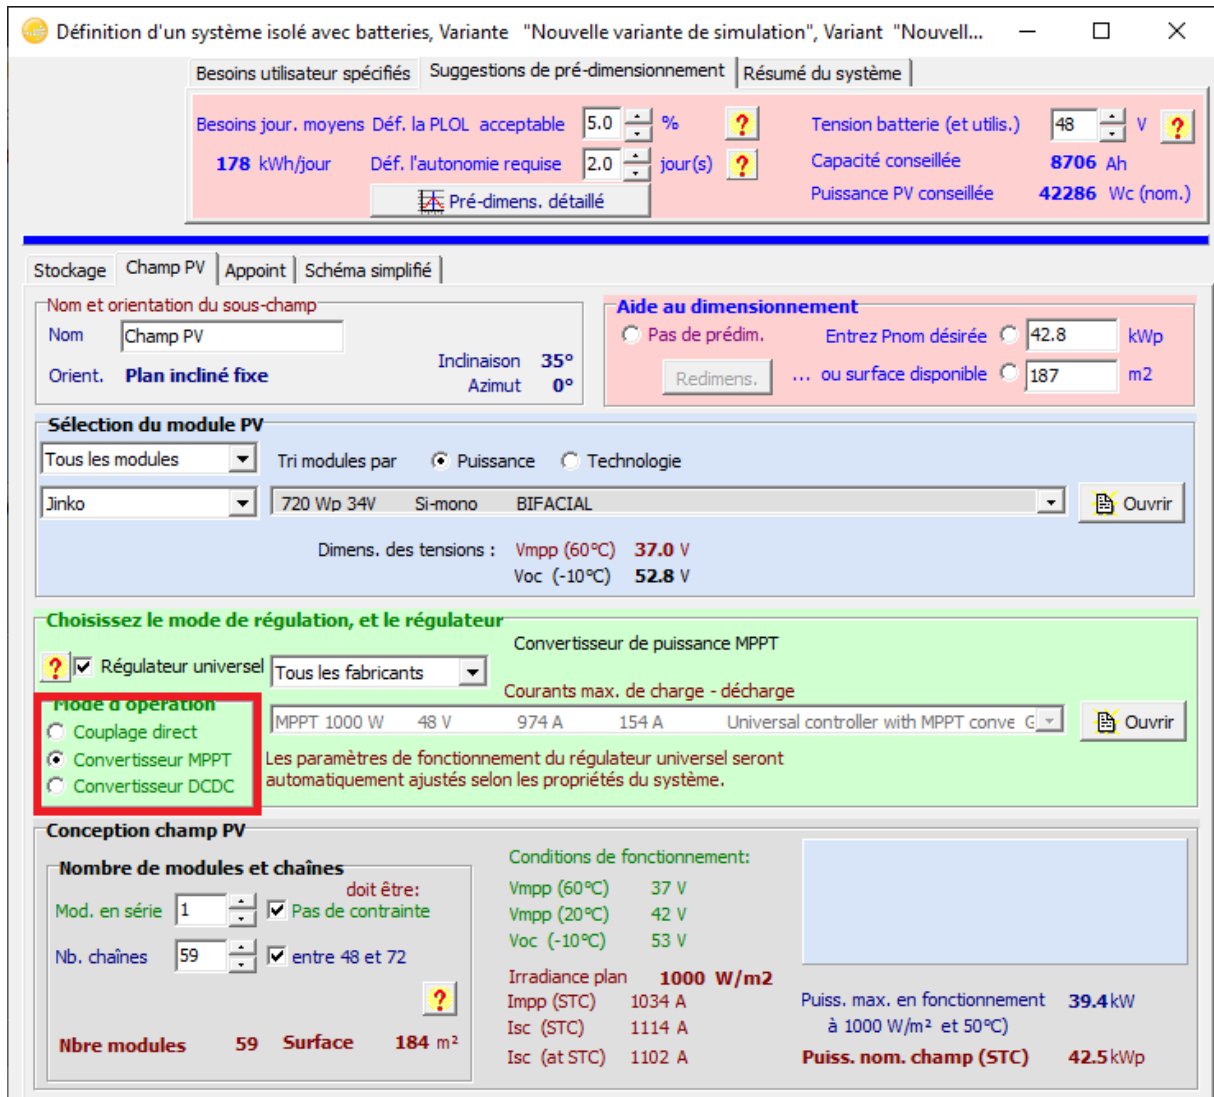 Définition d'un système isolé avec batteries, Variante "Nouvelle variante de simulation", Variant "Nouvell...
Besoins utilisateur spécifiés Suggestions de pré-dimensionnement Résumé du système
Besoins jour. moyens Déf. la PLOL acceptable 5.0 % ? Tension batterie (et utilis.) 48 V ?
178 kWh/jour Déf. l'autonomie requise 2.0 jour(s) ? Capacité conseillée 8706 Ah
Pré-dimens. détaillé Puissance PV conseillée 42286 Wc (nom.)
Stockage Champ PV Appoint Schéma simplifié
Nom et orientation du sous-champ
Nom Champ PV
Orient. Plan incliné fixe
Inclinaison 35°
Azimut 0°
Aide au dimensionnement
Pas de prédim. Entrez Pnom désirée 42.8 kWp
Redimens. ... ou surface disponible 187 m2
Sélection du module PV
Tous les modules Tri modules par Puissance Technologie
Jinko 720 Wp 34V Si-mono BIFACIAL Ouvrir
Dimens. des tensions : Vmpp (60°C) 37.0 V
Voc (-10°C) 52.8 V
Choisissez le mode de régulation, et le régulateur
Convertisseur de puissance MPPT
? Régulateur universel Tous les fabricants
Courants max. de charge - décharge
Mode d'opération
Couplage direct
Convertisseur MPPT
Convertisseur DCDC
MPPT 1000 W 48 V 974 A 154 A Universal controller with MPPT conve G Ouvrir
Les paramètres de fonctionnement du régulateur universel seront
automatiquement ajustés selon les propriétés du système.
Conception champ PV
Nombre de modules et chaînes
doit être:
Mod. en série 1 Pas de contrainte
Nb. chaînes 59 entre 48 et 72
?
Nbre modules 59 Surface 184 m²
Conditions de fonctionnement:
Vmpp (60°C) 37 V
Vmpp (20°C) 42 V
Voc (-10°C) 53 V
Irradiance plan 1000 W/m2
Impp (STC) 1034 A
Isc (STC) 1114 A
Isc (at STC) 1102 A
Puiss. max. en fonctionnement 39.4 kW
à 1000 W/m² et 50°C)
Puiss. nom. champ (STC) 42.5 kWp